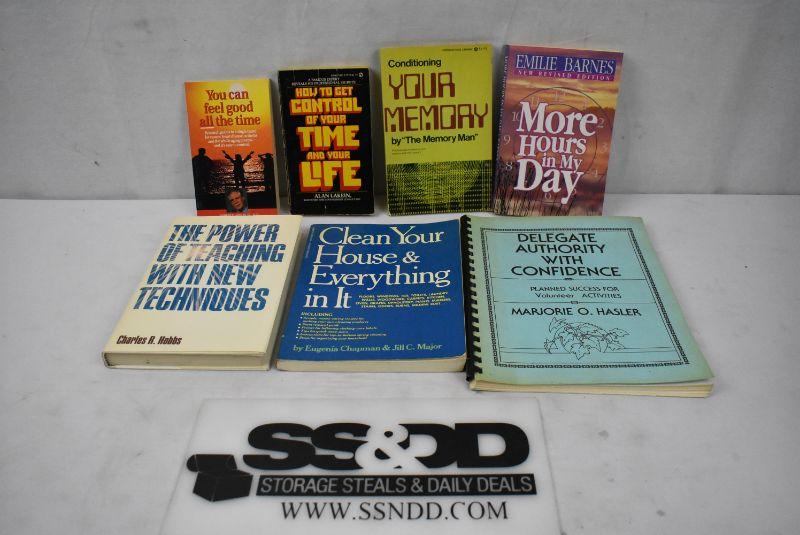 You can
feel good
all the time
HOW TO GET
CONTROL
OF YOUR
TIME
AND YOUR
LIFE
ALAN LAKEIN
Conditioning
YOUR
MEMORY
by "The Memory Man"
EMILIE BARNES
NEW REVISED EDITION
More
Hours
in My
Day
THE POWER
OF TEACHING
WITH NEW
TECHNIQUES
Charles R. Hobbs
Clean Your
House &
Everything
in It
INCLUDING
by Eugenia Chapman & Jill C. Major
DELEGATE
AUTHORITY
WITH
CONFIDENCE
PLANNED SUCCESS FOR
Volunteer ACTIVITIES
MARJORIE O. HASLER
SS&DD
STORAGE STEALS & DAILY DEALS
WWW.SSNDD.COM